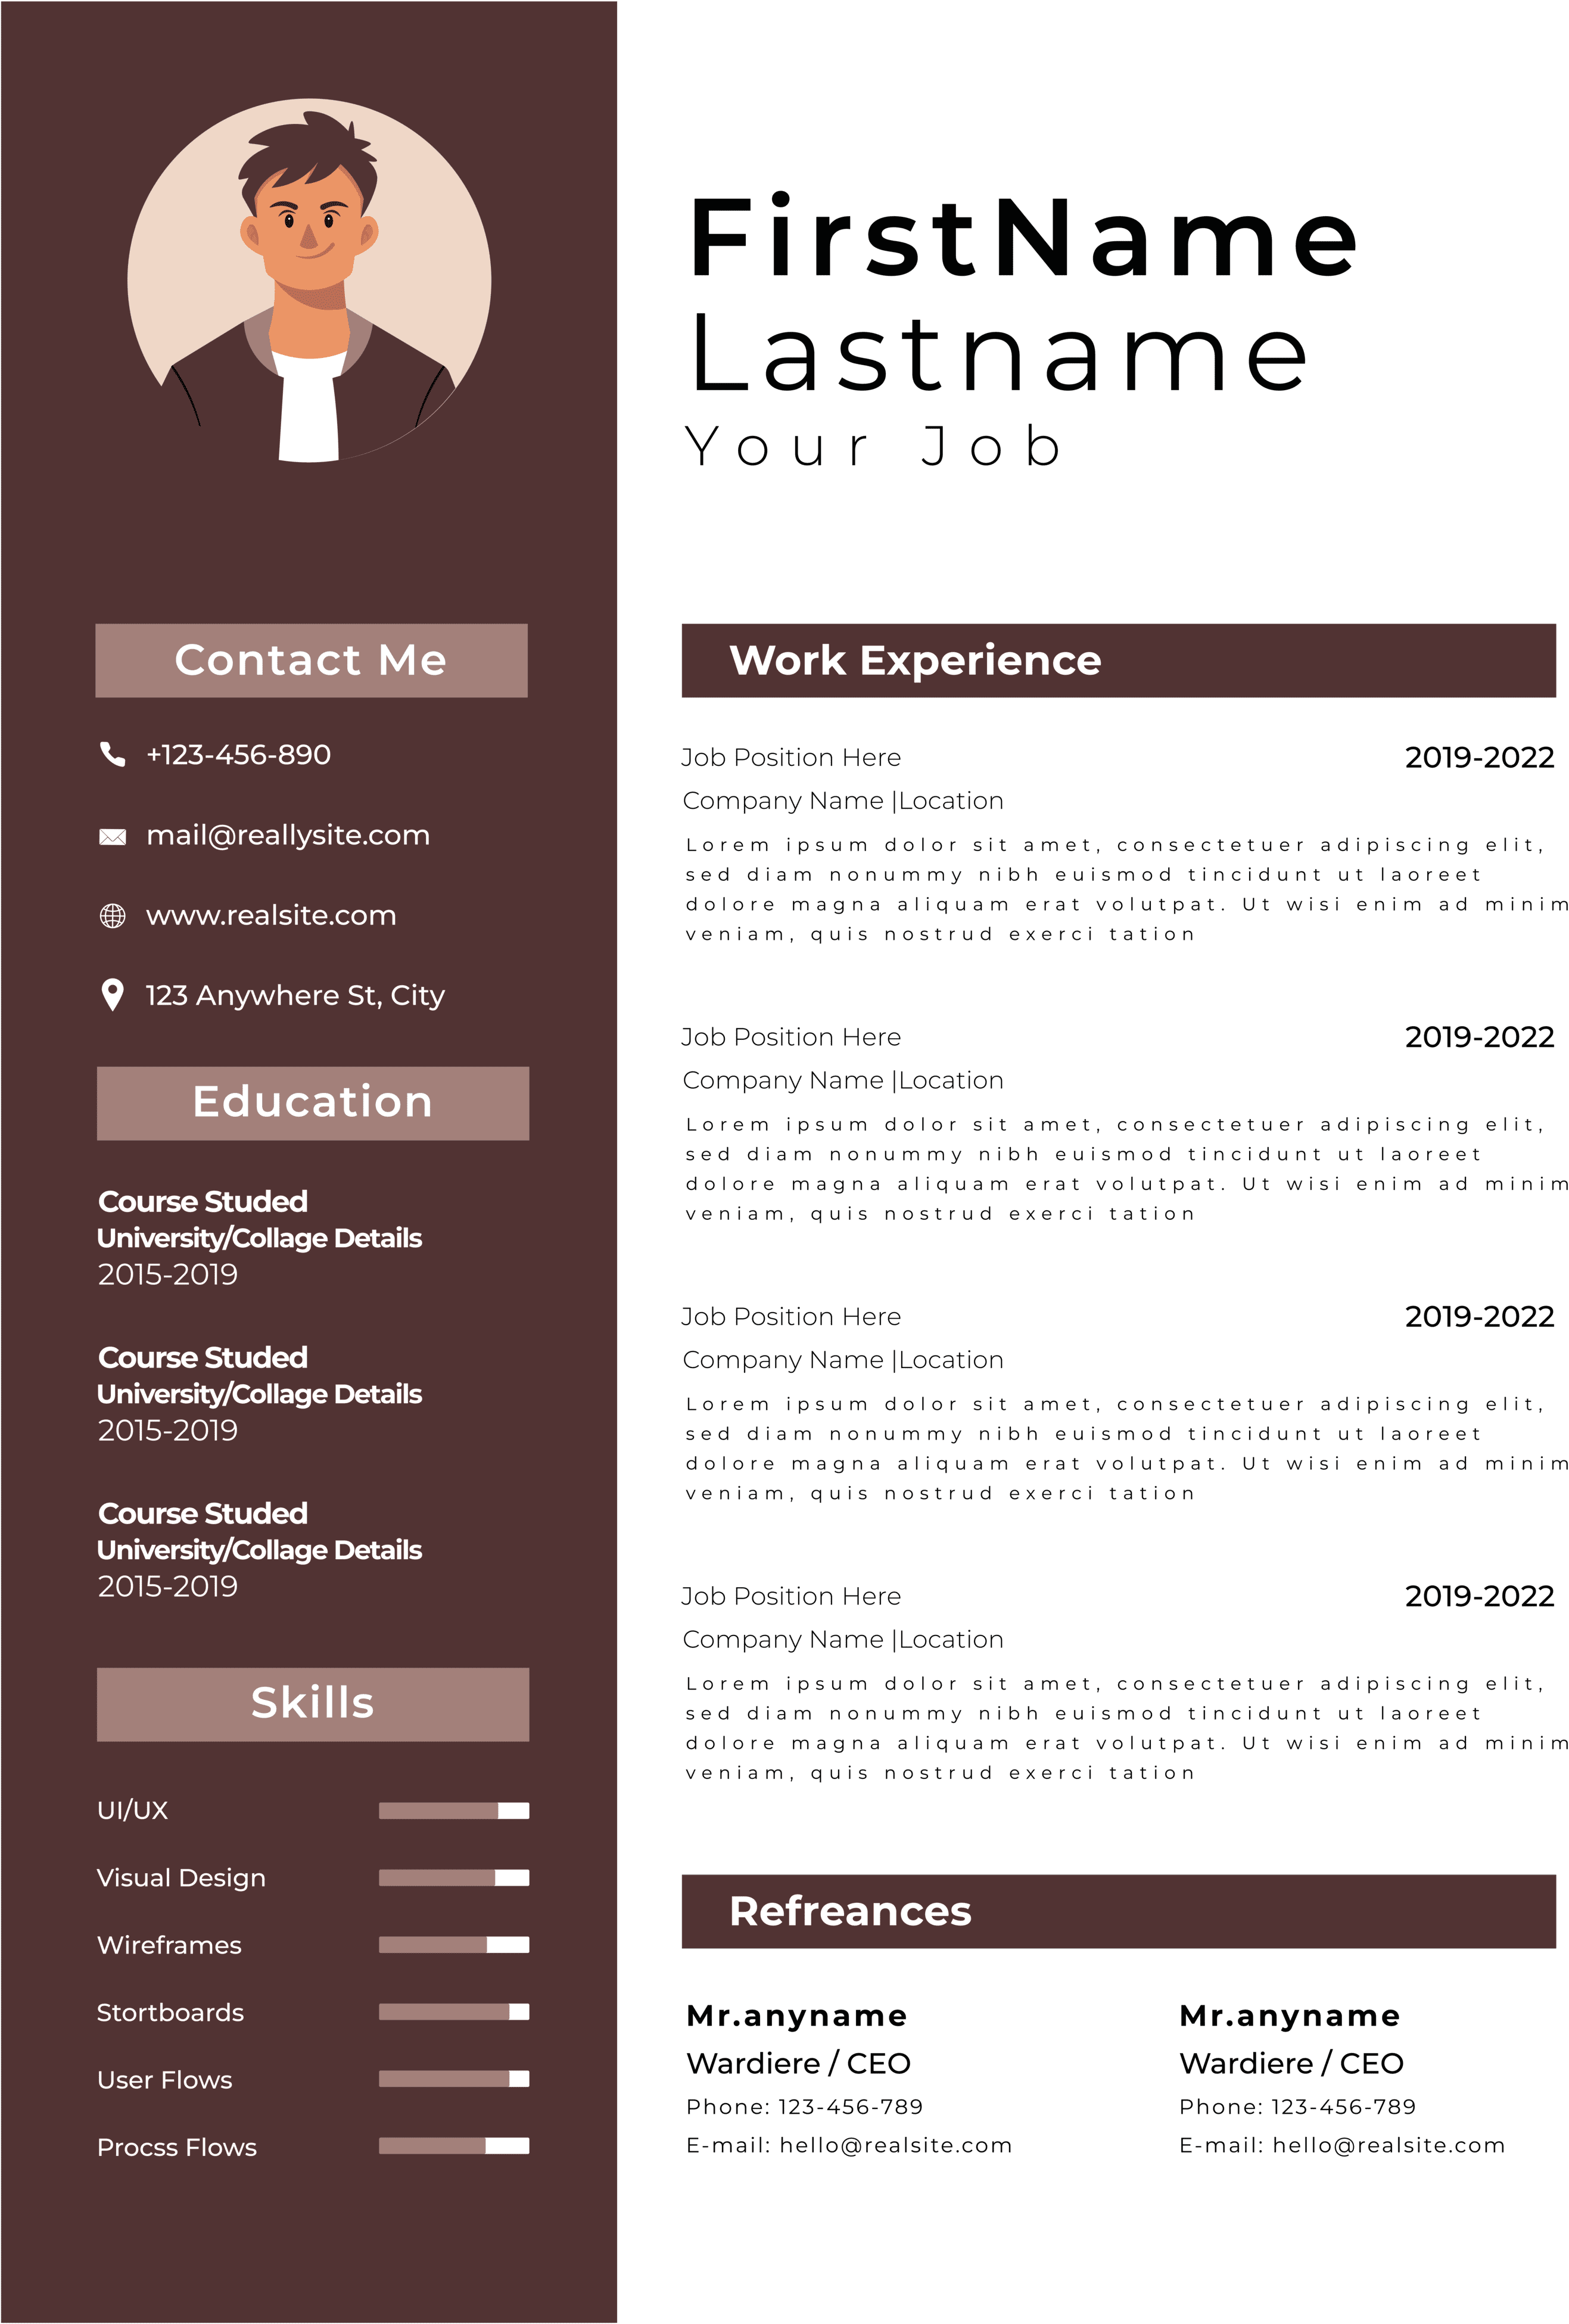 FirstName
Lastname
Your Job
Contact Me
+123-456-890
mail@reallysite.com
www.realsite.com
123 Anywhere St, City
Education
Course Studed
University/Collage Details
2015-2019
Course Studed
University/Collage Details
2015-2019
Course Studed
University/Collage Details
2015-2019
Skills
UI/UX
Visual Design
Wireframes
Stortboards
User Flows
Procss Flows
Work Experience
Job Position Here 2019-2022
Company Name |Location
Lorem ipsum dolor sit amet, consectetuer adipiscing elit,
sed diam nonummy nibh euismod tincidunt ut laoreet
dolore magna aliquam erat volutpat. Ut wisi enim ad minim
veniam, quis nostrud exerci tation
Job Position Here 2019-2022
Company Name |Location
Lorem ipsum dolor sit amet, consectetuer adipiscing elit,
sed diam nonummy nibh euismod tincidunt ut laoreet
dolore magna aliquam erat volutpat. Ut wisi enim ad minim
veniam, quis nostrud exerci tation
Job Position Here 2019-2022
Company Name |Location
Lorem ipsum dolor sit amet, consectetuer adipiscing elit,
sed diam nonummy nibh euismod tincidunt ut laoreet
dolore magna aliquam erat volutpat. Ut wisi enim ad minim
veniam, quis nostrud exerci tation
Job Position Here 2019-2022
Company Name |Location
Lorem ipsum dolor sit amet, consectetuer adipiscing elit,
sed diam nonummy nibh euismod tincidunt ut laoreet
dolore magna aliquam erat volutpat. Ut wisi enim ad minim
veniam, quis nostrud exerci tation
Refreances
Mr.anyname
Wardiere / CEO
Phone: 123-456-789
E-mail: hello@realsite.com
Mr.anyname
Wardiere / CEO
Phone: 123-456-789
E-mail: hello@realsite.com